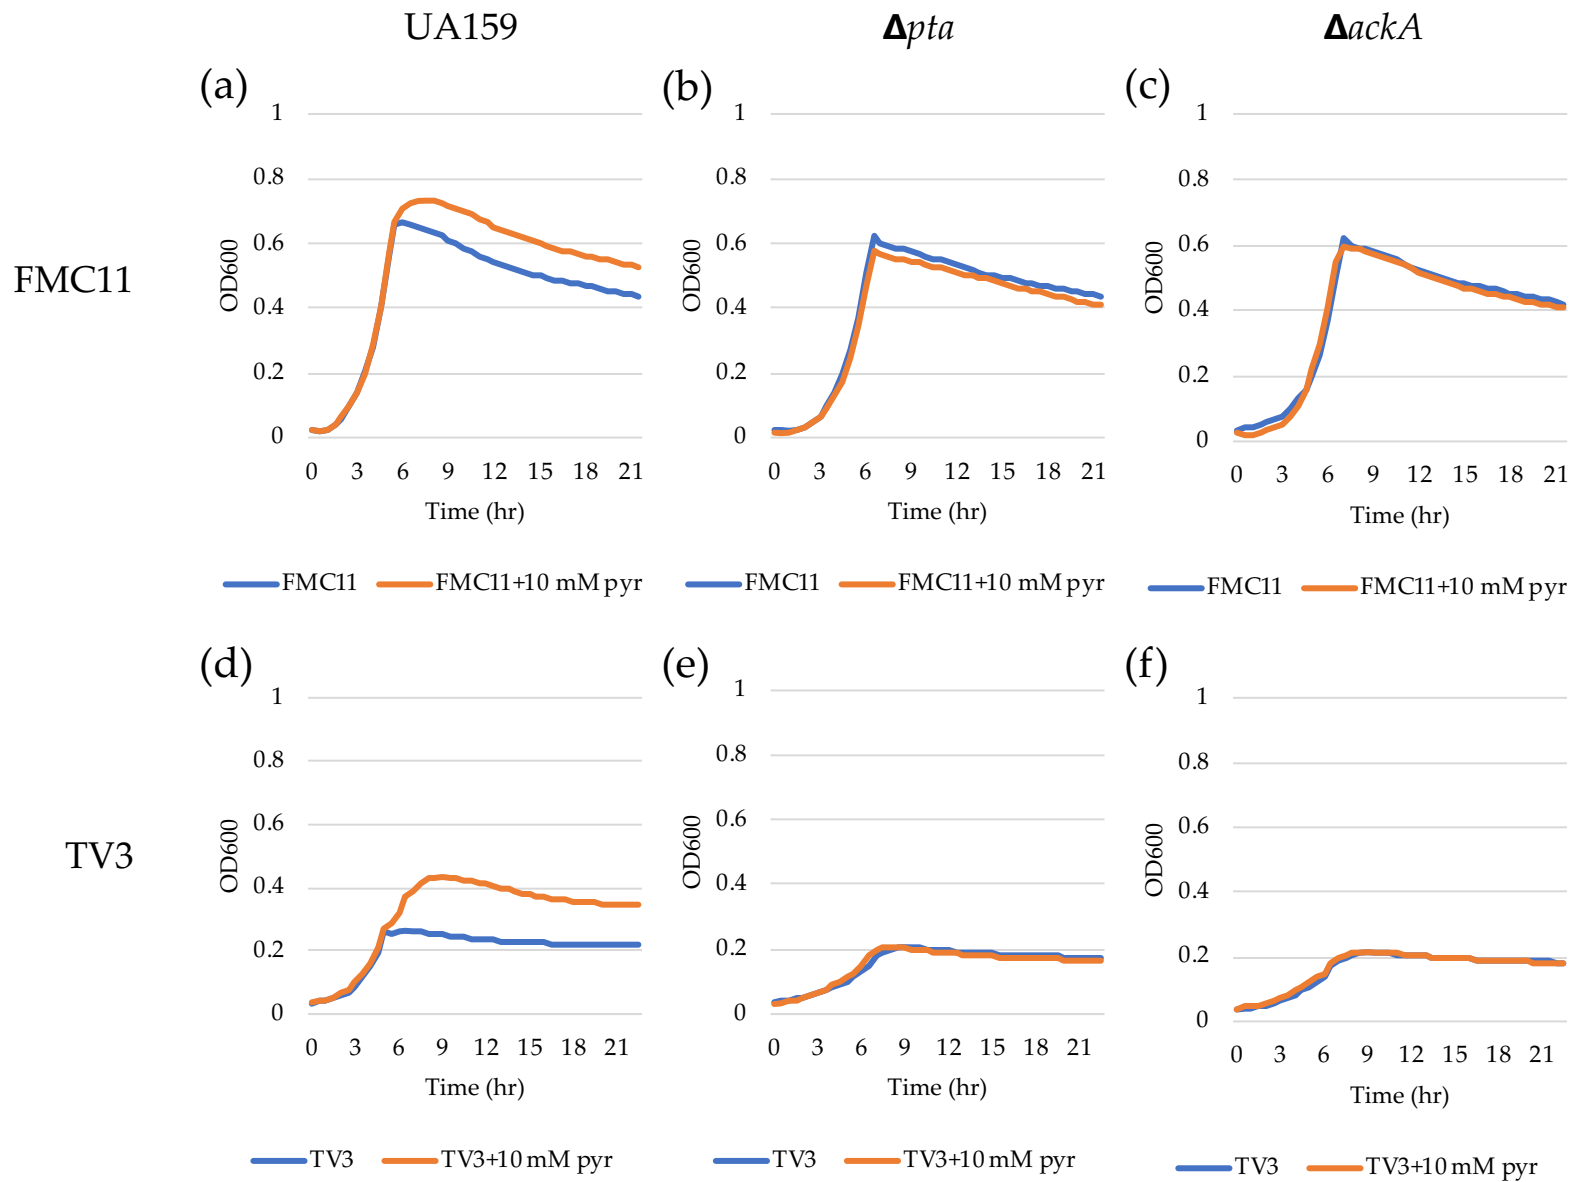 UA159 Δpta ΔackA
(a) (b) (c)
FMC11
1
0.8
0.6
0.4
0.2
0
OD600
0 3 6 9 12 15 18 21
Time (hr)
FMC11 FMC11+10 mM pyr
1
0.8
0.6
0.4
0.2
0
OD600
0 3 6 9 12 15 18 21
Time (hr)
FMC11 FMC11+10 mM pyr
1
0.8
0.6
0.4
0.2
0
OD600
0 3 6 9 12 15 18 21
Time (hr)
FMC11 FMC11+10 mM pyr
(d) (e) (f)
TV3
1
0.8
0.6
0.4
0.2
0
OD600
0 3 6 9 12 15 18 21
Time (hr)
TV3 TV3+10 mM pyr
1
0.8
0.6
0.4
0.2
0
OD600
0 3 6 9 12 15 18 21
Time (hr)
TV3 TV3+10 mM pyr
1
0.8
0.6
0.4
0.2
0
OD600
0 3 6 9 12 15 18 21
Time (hr)
TV3 TV3+10 mM pyr